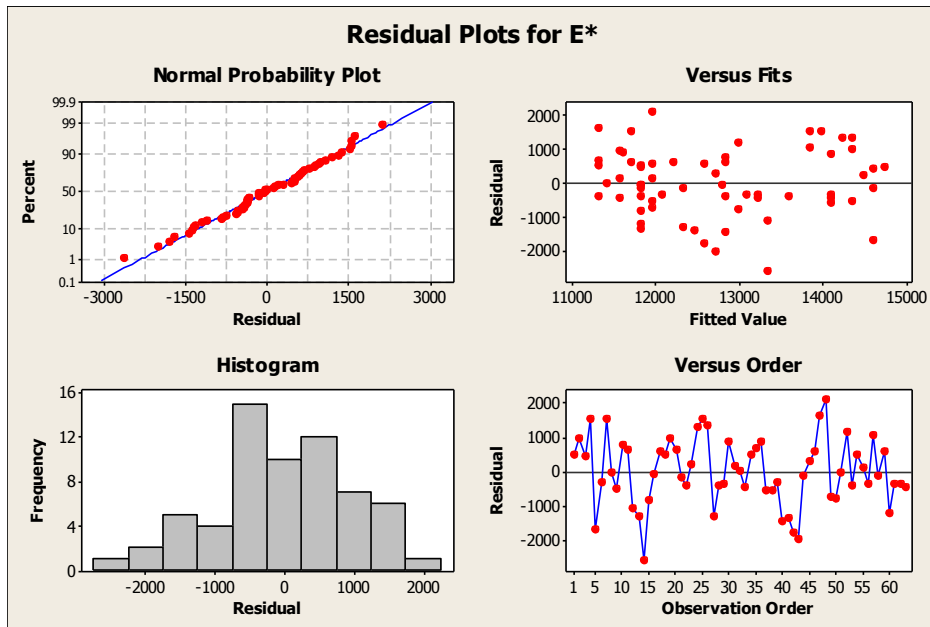 Residual Plots for E*
Normal Probability Plot
Percent
99.9
99
90
50
10
1
0.1
-3000 -1500 0 1500 3000
Residual
Versus Fits
Residual
2000
1000
0
-1000
-2000
11000 12000 13000 14000 15000
Fitted Value
Histogram
Frequency
16
12
8
4
0
-2000 -1000 0 1000 2000
Residual
Versus Order
Residual
2000
1000
0
-1000
-2000
1 5 10 15 20 25 30 35 40 45 50 55 60
Observation Order